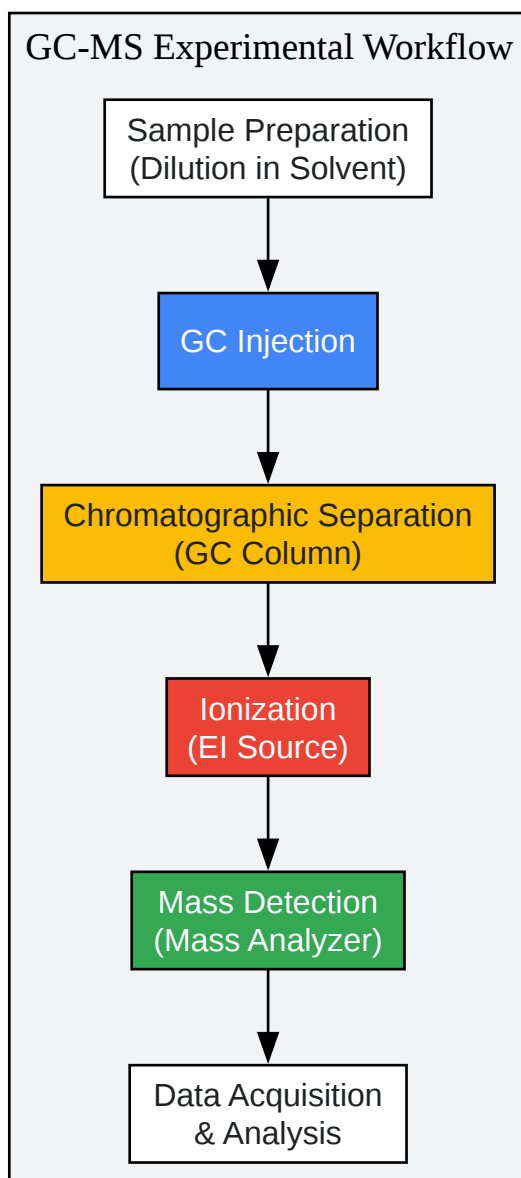 GC-MS Experimental Workflow
Sample Preparation
(Dilution in Solvent)
GC Injection
Chromatographic Separation
(GC Column)
Ionization
(EI Source)
Mass Detection
(Mass Analyzer)
Data Acquisition
& Analysis